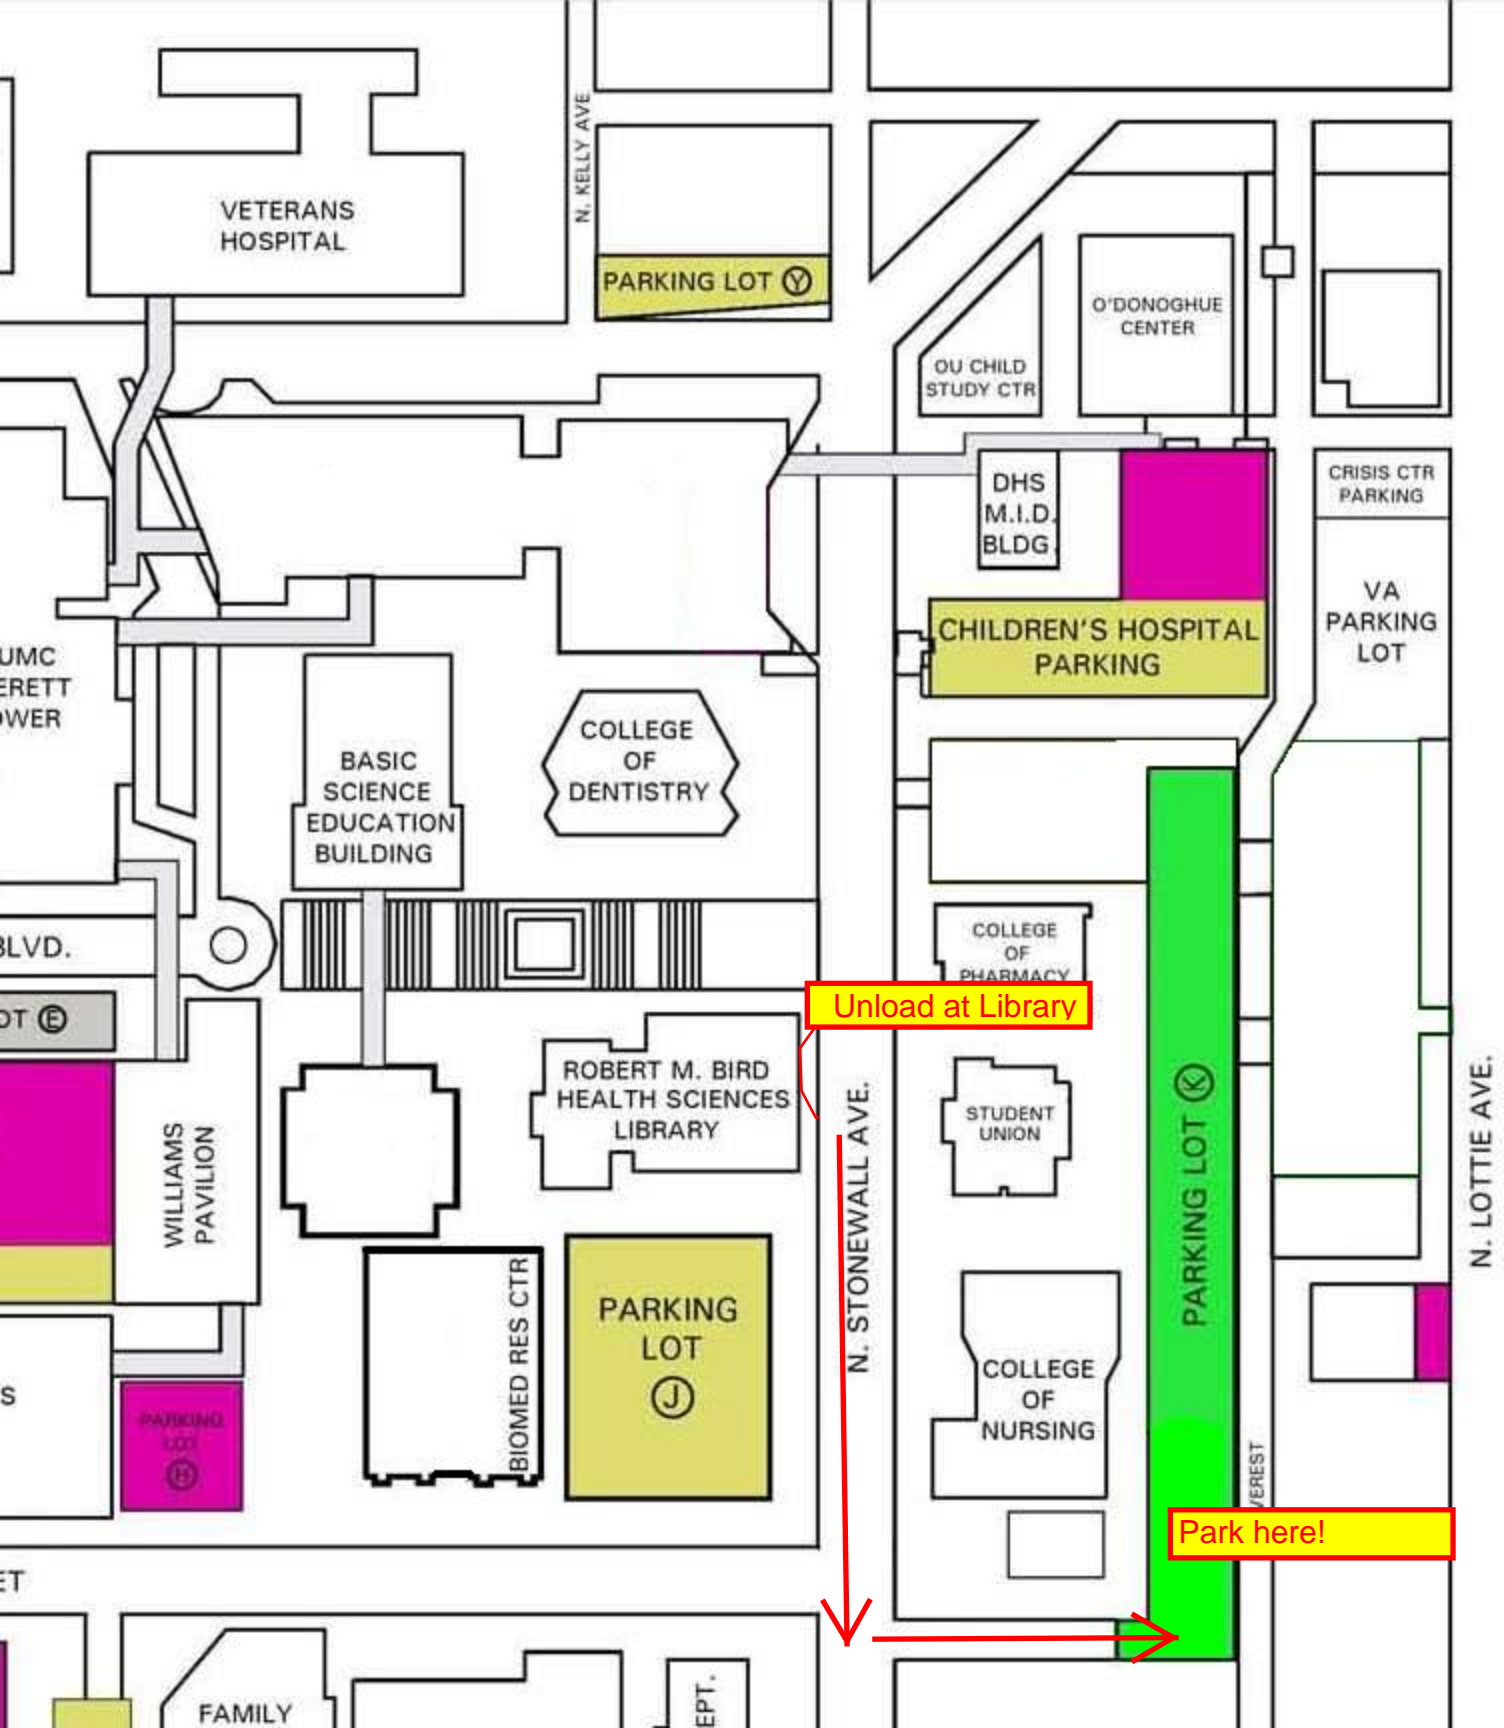 N. KELLY AVE
VETERANS
HOSPITAL
PARKING LOT Y
O'DONOGHUE
CENTER
OU CHILD
STUDY CTR
DHS
M.I.D.
BLDG.
CRISIS CTR
PARKING
VA
PARKING
LOT
CHILDREN'S HOSPITAL
PARKING
UMC
ERETT
OWER
COLLEGE
OF
DENTISTRY
BASIC
SCIENCE
EDUCATION
BUILDING
BLVD.
COLLEGE
OF
PHARMACY
Unload at Library
OT E
ROBERT M. BIRD
HEALTH SCIENCES
LIBRARY
STUDENT
UNION
WILLIAMS
PAVILION
N. STONEWALL AVE.
PARKING LOT K
N. LOTTIE AVE.
BIOMED RES CTR
PARKING
LOT
J
COLLEGE
OF
NURSING
S
PARKING
LOT
H
VEREST
Park here!
ET
FAMILY
EPT.